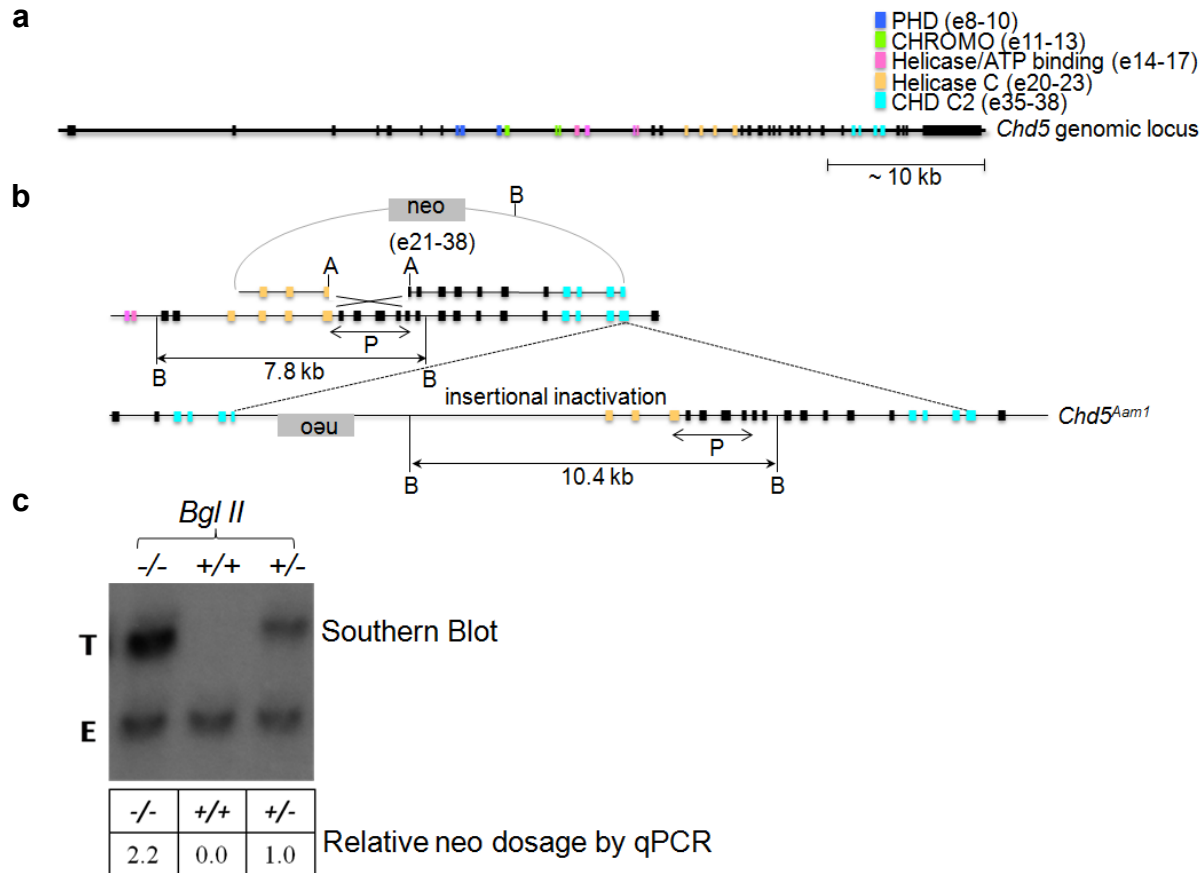 a
PHD (e8-10)
CHROMO (e11-13)
Helicase/ATP binding (e14-17)
Helicase C (e20-23)
CHD C2 (e35-38)
Chd5 genomic locus
~ 10 kb
b
neo
B
(e21-38)
A A
P
7.8 kb
B B
insertional inactivation
neo
Chd5Aam1
P
10.4 kb
B B
c
Bgl II
-/- +/+ +/-
T
Southern Blot
E
-/- +/+ +/-
2.2 0.0 1.0
Relative neo dosage by qPCR